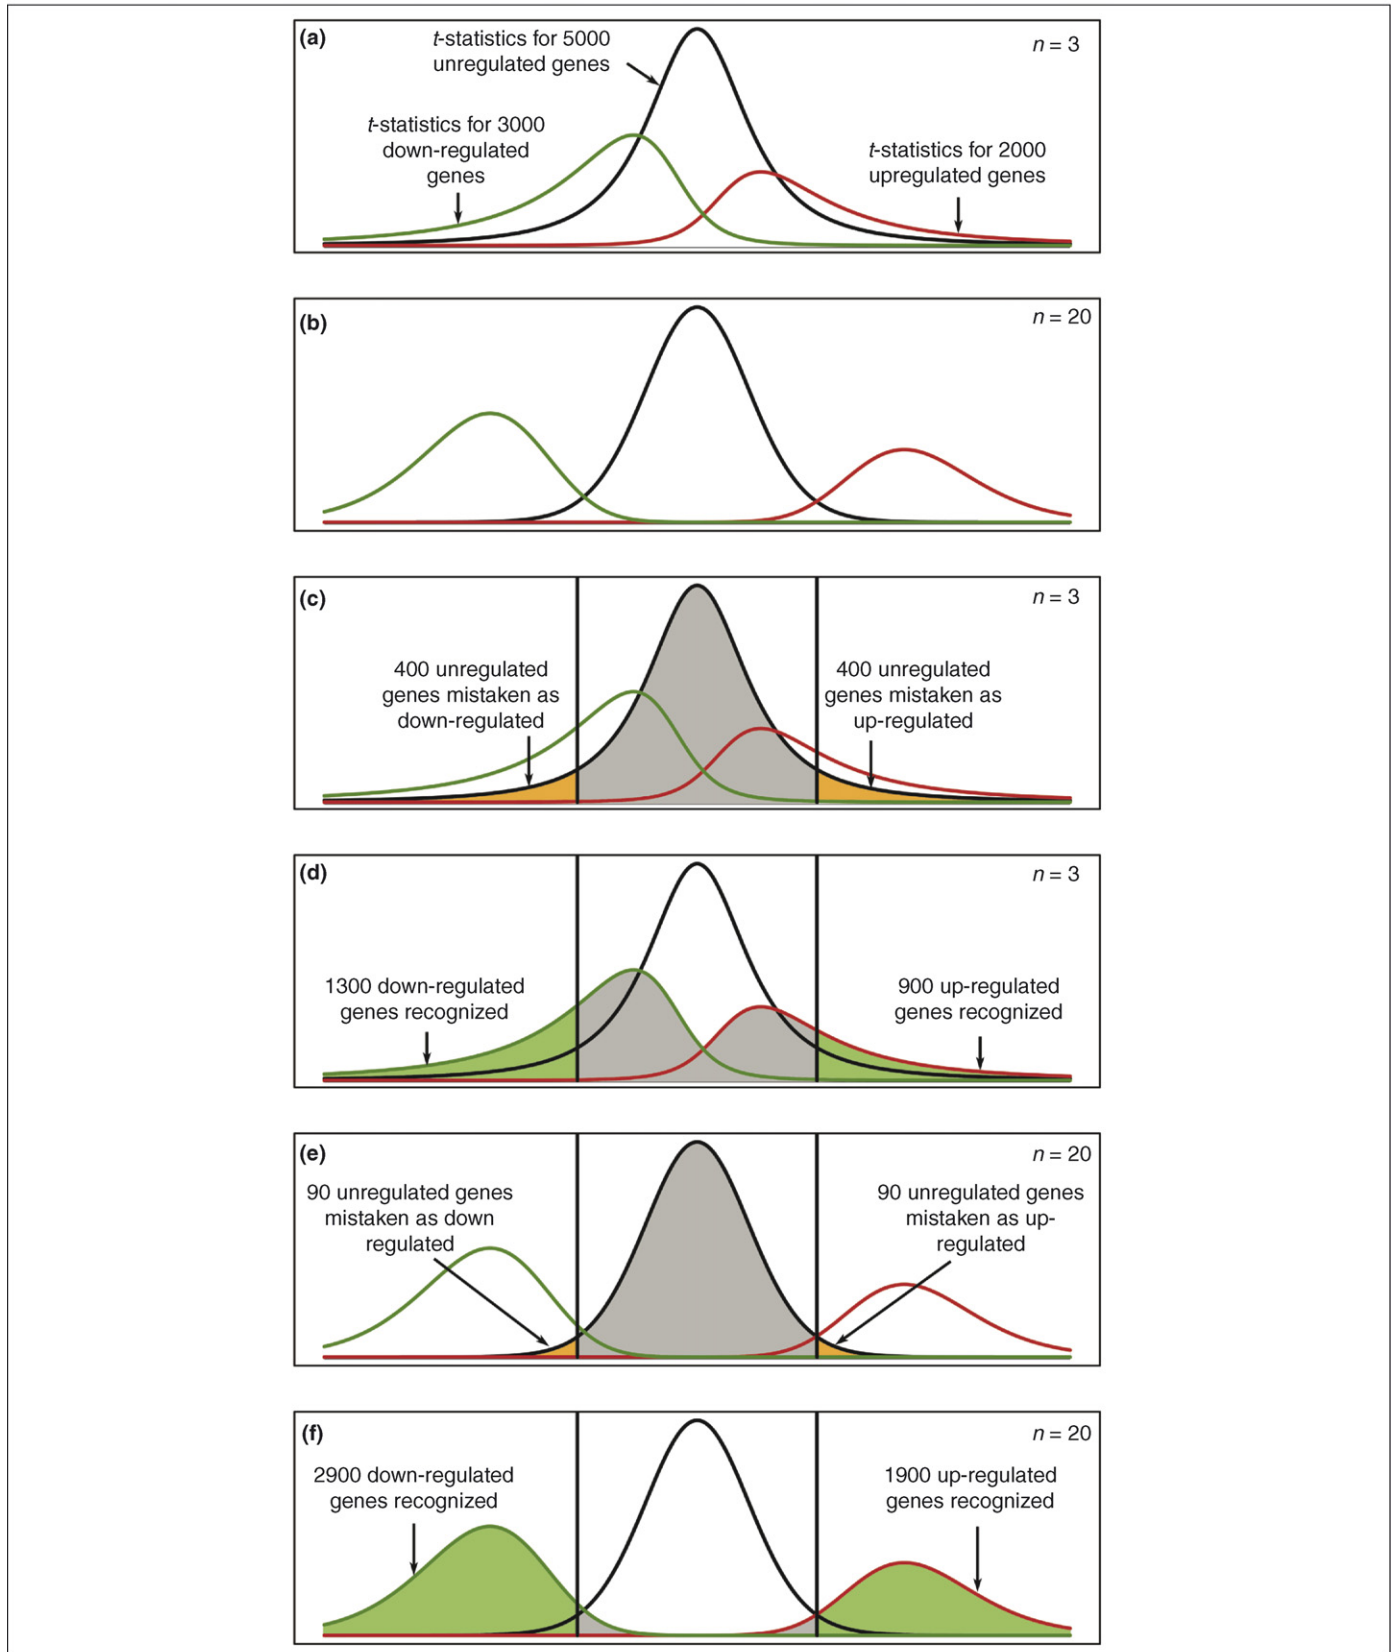 (a)
t-statistics for 5000
unregulated genes
n = 3
t-statistics for 3000
down-regulated
genes
t-statistics for 2000
upregulated genes
(b)
n = 20
(c)
n = 3
400 unregulated
genes mistaken as
down-regulated
400 unregulated
genes mistaken as
up-regulated
(d)
n = 3
1300 down-regulated
genes recognized
900 up-regulated
genes recognized
(e)
n = 20
90 unregulated genes
mistaken as down
regulated
90 unregulated genes
mistaken as up-
regulated
(f)
n = 20
2900 down-regulated
genes recognized
1900 up-regulated
genes recognized